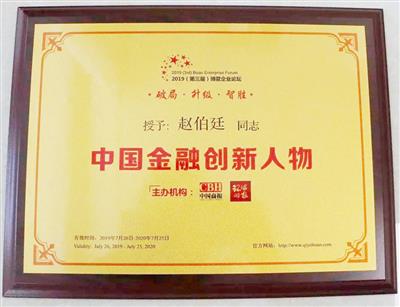 2019 (3rd) Boao Enterprise Forum
2019（第三届）博鳌企业论坛
破局·升级·智胜
授予：赵伯廷 同志
中国金融创新人物
主办机构：
CBH
中国商报
有效时间：2019年7月26日-2020年7月25日
Validity: July 26, 2019 - July 25, 2020